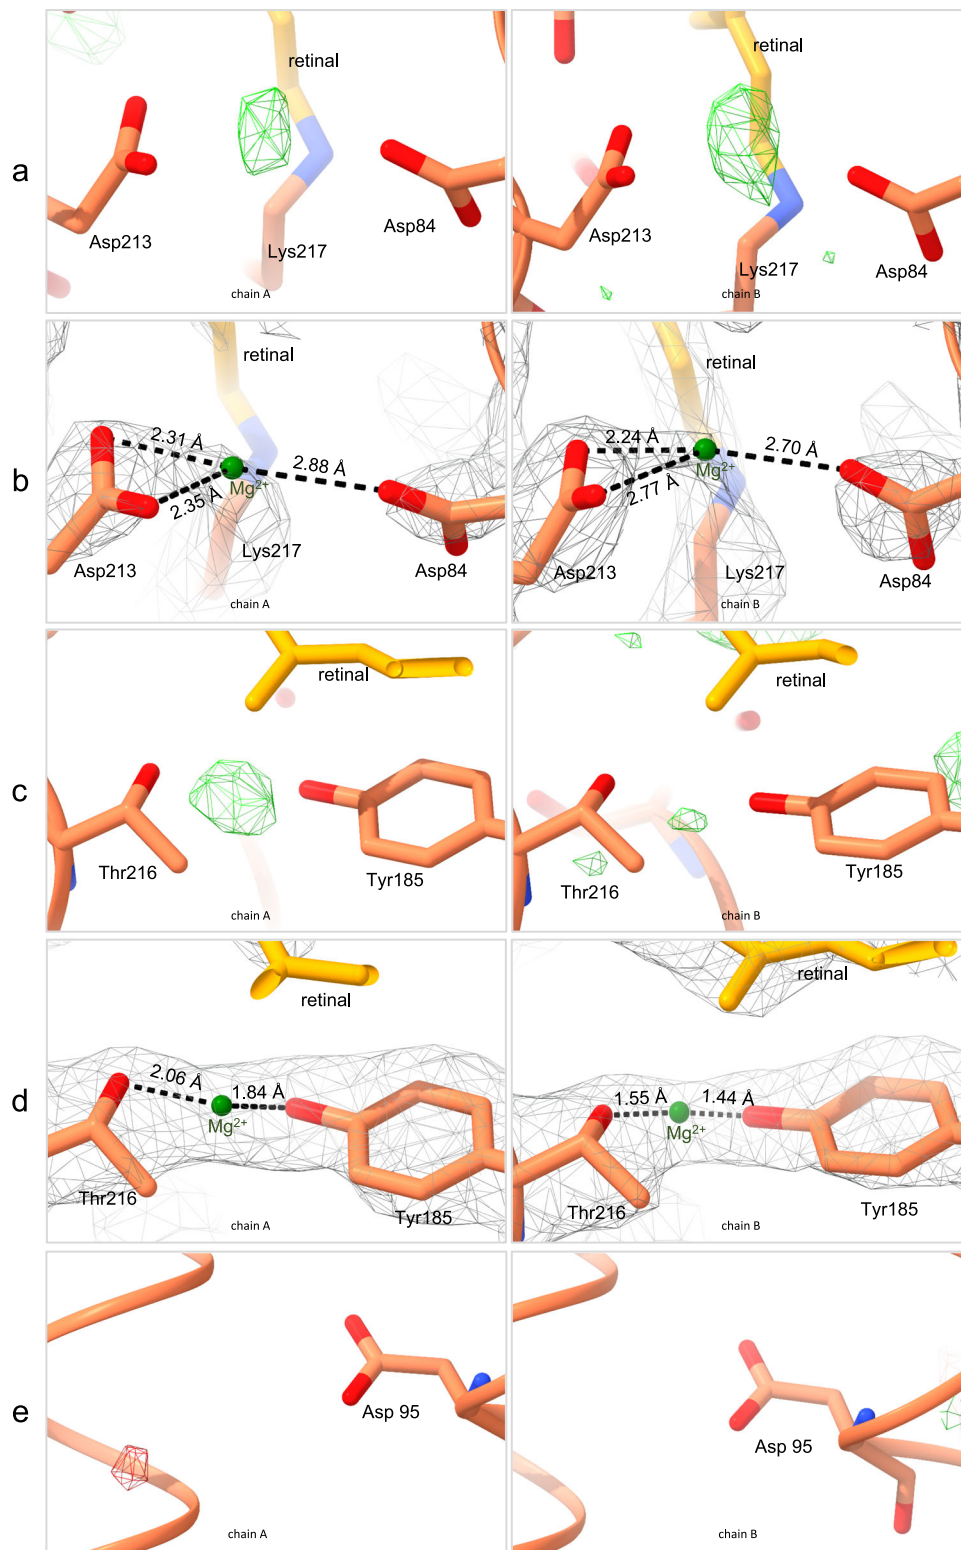 a
retinal
Asp213
Lys217
Asp84
chain A
retinal
Asp213
Lys217
Asp84
chain B
b
retinal
2.31 Å
2.88 Å
Mg²⁺
2.35 Å
Lys217
Asp213
Asp84
chain A
retinal
2.24 Å
2.70 Å
Mg²⁺
2.77 Å
Asp213
Lys217
Asp84
chain B
c
retinal
Thr216
Tyr185
chain A
retinal
Thr216
Tyr185
chain B
d
retinal
2.06 Å
1.84 Å
Mg²⁺
Thr216
Tyr185
chain A
retinal
1.55 Å
1.44 Å
Mg²⁺
Thr216
Tyr185
chain B
e
Asp 95
chain A
Asp 95
chain B